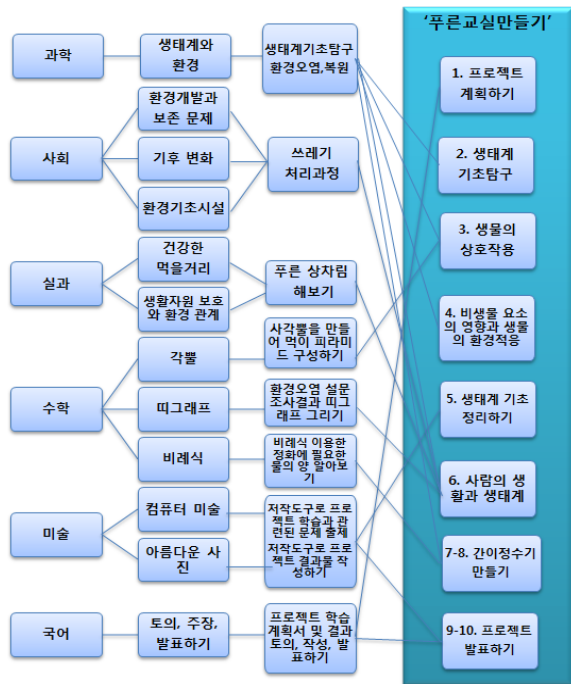 ‘푸른교실만들기’
과학
생태계와
환경
생태계기초탐구
환경오염,복원
사회
환경개발과
보존 문제
기후 변화
환경기초시설
쓰레기
처리과정
실과
건강한
먹을거리
생활자원 보호
와 환경 관계
푸른 상차림
해보기
수학
각뿔
사각뿔을 만들
어 먹이 피라미
드 구성하기
띠그래프
환경오염 설문
조사결과 띠그
래프 그리기
비례식
비례식 이용한
정화에 필요한
물의 양 알아보
기
미술
컴퓨터 미술
저작도구로 프로
젝트 학습과 관
련된 문제 출제
아름다운 사
진
저작도구로 프로
젝트 결과물 작
성하기
국어
토의, 주장,
발표하기
프로젝트 학습
계획서 및 결과
토의, 작성, 발
표하기
1. 프로젝트
계획하기
2. 생태계
기초탐구
3. 생물의
상호작용
4. 비생물 요소
의 영향과 생물
의 환경적응
5. 생태계 기초
정리하기
6. 사람의 생
활과 생태계
7-8. 간이정수기
만들기
9-10. 프로젝트
발표하기